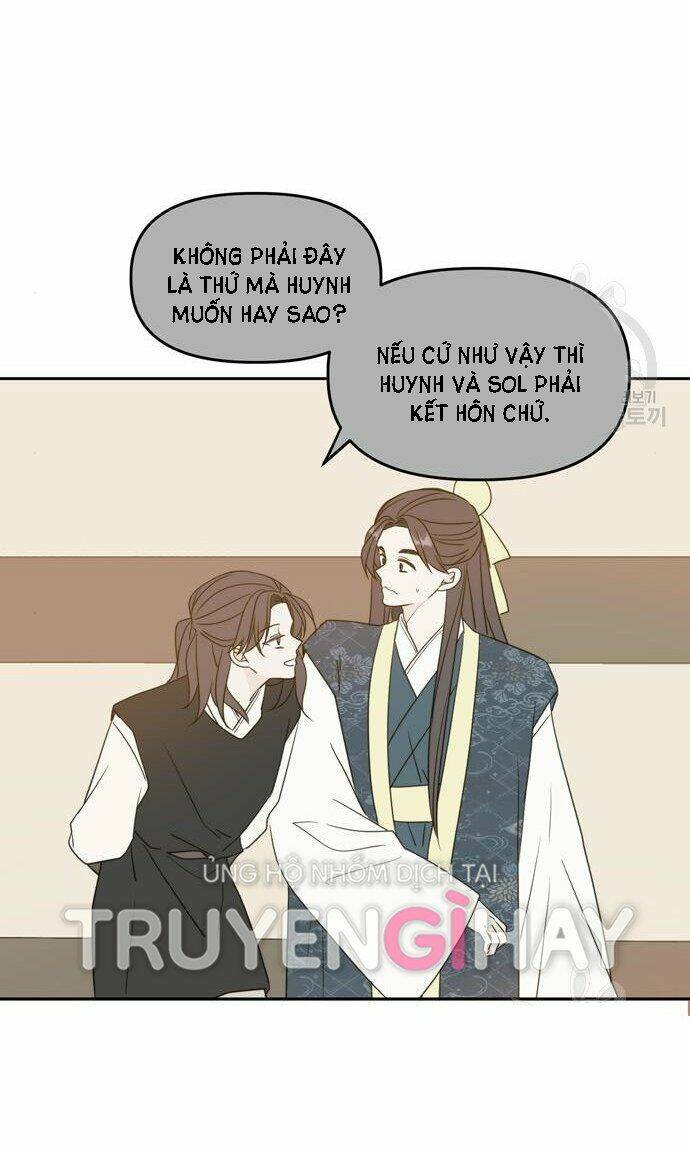 KHÔNG PHẢI ĐÂY
LÀ THỨ MÀ HUYNH
MUỐN HAY SAO?
NẾU CỨ NHƯ VẬY THÌ
HUYNH VÀ SOL PHẢI
KẾT HÔN CHỨ.
ỦNG HỘ NHÓM DỊCH TẠI
TRUYENGÌHAY